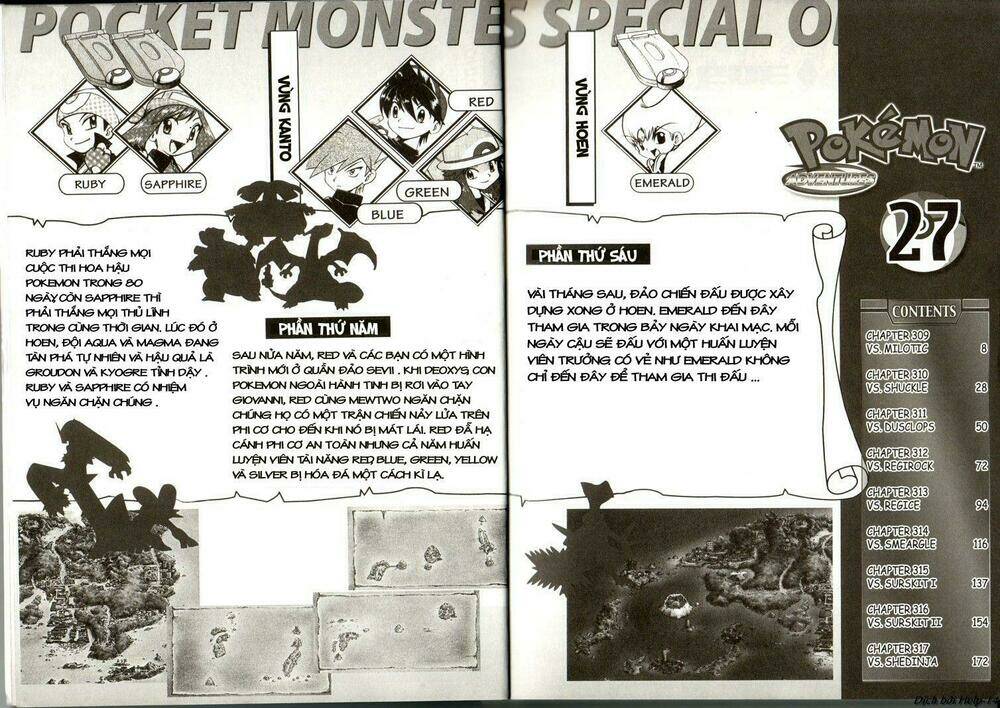 POCKET MONSTERS SPECIAL
RUBY
SAPPHIRE
VÙNG KANTO
RED
GREEN
BLUE
RUBY PHẢI THẮNG MỌI
CUỘC THI HOA HẬU
POKEMON TRONG 80
NGÀY, CÒN SAPPHIRE THÌ
PHẢI THẮNG MỌI THỦ LĨNH
TRONG CÙNG THỜI GIAN. LÚC ĐÓ Ở
HOEN, ĐỘI AQUA VÀ MAGMA ĐANG
TÀN PHÁ TỰ NHIÊN VÀ HẬU QUẢ LÀ
GROUDON VÀ KYOGRE TỈNH DẬY .
RUBY VÀ SAPPHIRE CÓ NHIỆM
VỤ NGĂN CHẶN CHÚNG .
PHẦN THỨ NĂM
SAU NỬA NĂM, RED VÀ CÁC BẠN CÓ MỘT HÌNH
TRÌNH MỚI Ở QUẦN ĐẢO SEVII . KHI DEOXYS, CON
POKEMON NGOÀI HÀNH TINH BỊ RƠI VÀO TAY
GIOVANNI, RED CÙNG MEWTWO NGĂN CHẶN
CHÚNG HỌ CÓ MỘT TRẬN CHIẾN NẢY LỬA TRÊN
PHI CƠ CHO ĐẾN KHI NÓ BỊ MẤT LÁI. RED ĐÃ HẠ
CÁNH PHI CƠ AN TOÀN NHƯNG CẢ NĂM HUẤN
LUYỆN VIÊN TÀI NĂNG RED, BLUE, GREEN, YELLOW
VÀ SILVER BỊ HÓA ĐÁ MỘT CÁCH KÌ LẠ.
VÙNG HOEN
EMERALD
PHẦN THỨ SÁU
VÀI THÁNG SAU, ĐẢO CHIẾN ĐẤU ĐƯỢC XÂY
DỰNG XONG Ở HOEN. EMERALD ĐẾN ĐÂY
THAM GIA TRONG BẢY NGÀY KHAI MẠC. MỖI
NGÀY CẬU SẼ ĐẤU VỚI MỘT HUẤN LUYỆN
VIÊN TRƯỞNG CÓ VẺ NHƯ EMERALD KHÔNG
CHỈ ĐẾN ĐÂY ĐỂ THAM GIA THI ĐẤU ...
POKéMON
ADVENTURES
27
CONTENTS
CHAPTER 309
VS. MILOTIC 8
CHAPTER 310
VS. SHUCKLE 28
CHAPTER 311
VS. DUSCLOPS 50
CHAPTER 312
VS. REGIROCK 72
CHAPTER 313
VS. REGICE 94
CHAPTER 314
VS. SMEARGLE 116
CHAPTER 315
VS. SURSKIT I 137
CHAPTER 316
VS. SURSKIT II 154
CHAPTER 317
VS. SHEDINJA 172
Dịch bởi Help